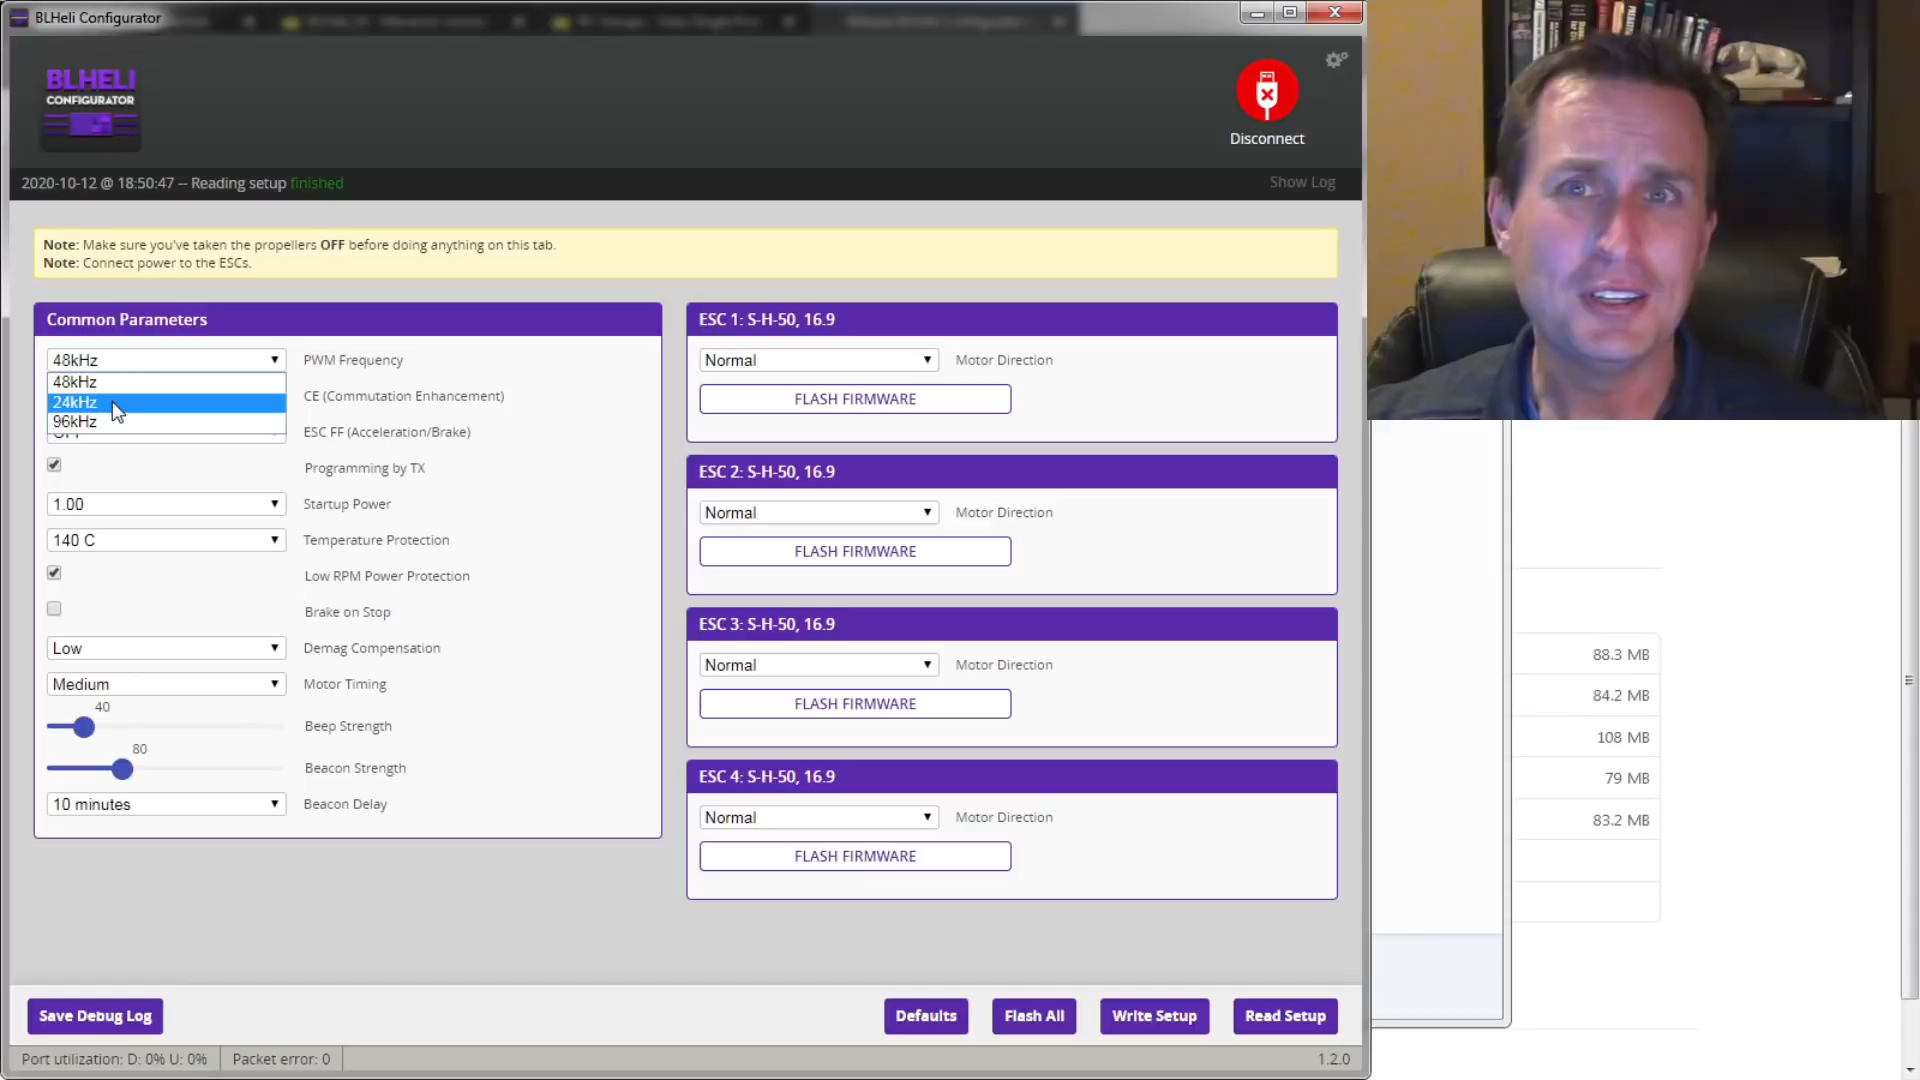 BLHeli Configurator
BLHELI
CONFIGURATOR
Disconnect
2020-10-12 @ 18:50:47 -- Reading setup finished
Show Log
Note: Make sure you've taken the propellers OFF before doing anything on this tab.
Note: Connect power to the ESCs.
Common Parameters
48kHz PWM Frequency
48kHz
24kHz CE (Commutation Enhancement)
96kHz
ESC FF (Acceleration/Brake)
Programming by TX
1.00 Startup Power
140 C Temperature Protection
Low RPM Power Protection
Brake on Stop
Low Demag Compensation
Medium Motor Timing
40
Beep Strength
80
Beacon Strength
10 minutes Beacon Delay
ESC 1: S-H-50, 16.9
Normal Motor Direction
FLASH FIRMWARE
ESC 2: S-H-50, 16.9
Normal Motor Direction
FLASH FIRMWARE
ESC 3: S-H-50, 16.9
Normal Motor Direction
FLASH FIRMWARE
ESC 4: S-H-50, 16.9
Normal Motor Direction
FLASH FIRMWARE
88.3 MB
84.2 MB
108 MB
79 MB
83.2 MB
Save Debug Log
Defaults
Flash All
Write Setup
Read Setup
Port utilization: D: 0% U: 0%
Packet error: 0
1.2.0